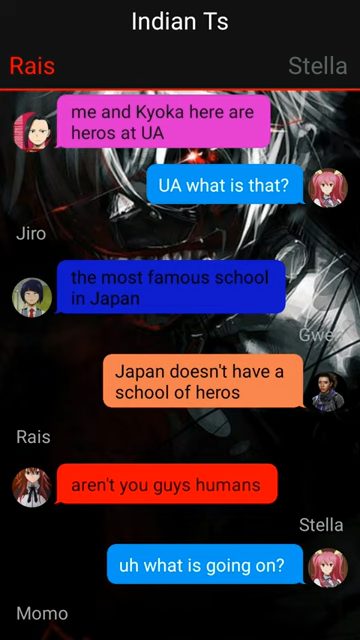 Indian Ts
Rais
Stella
me and Kyoka here are
heros at UA
UA what is that?
Jiro
the most famous school
in Japan
Gwen
Japan doesn't have a
school of heros
Rais
aren't you guys humans
Stella
uh what is going on?
Momo